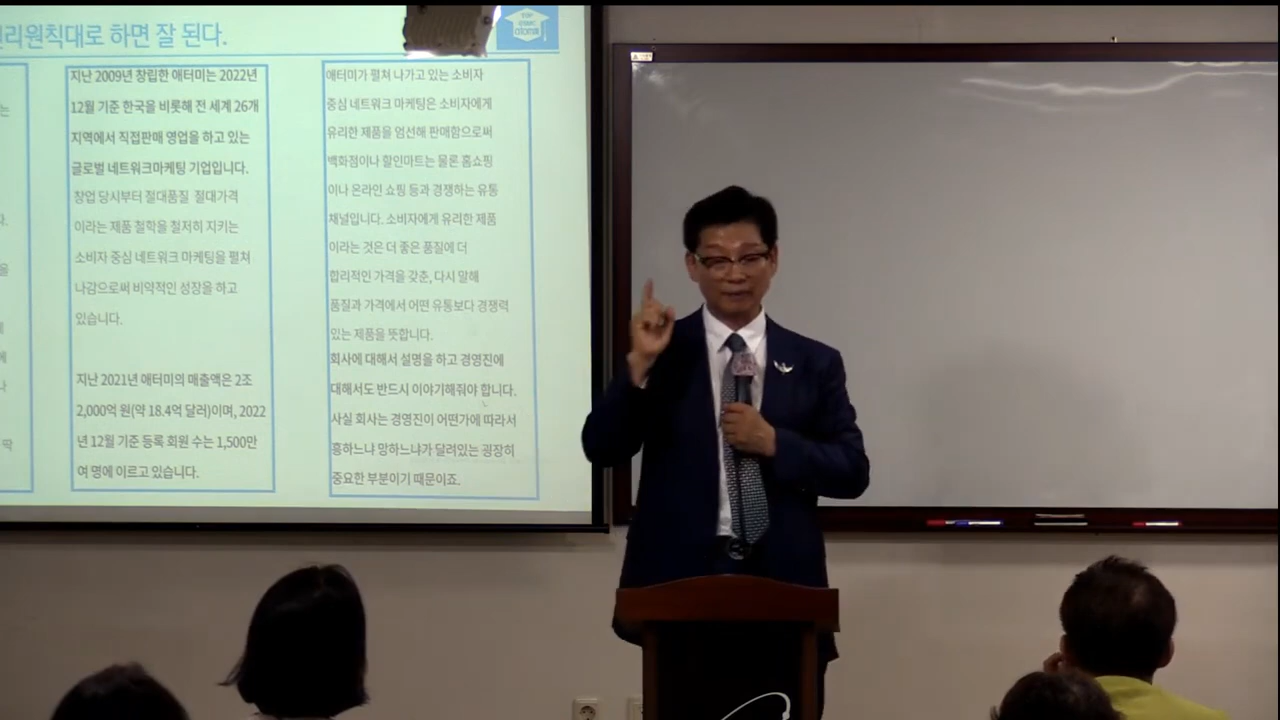 리원칙대로 하면 잘 된다.
지난 2009년 창립한 애터미는 2022년
12월 기준 한국을 비롯해 전 세계 26개
지역에서 직접판매 영업을 하고 있는
글로벌 네트워크마케팅 기업입니다.
창업 당시부터 절대품질 절대가격
이라는 제품 철학을 철저히 지키는
소비자 중심 네트워크 마케팅을 펼쳐
나감으로써 비약적인 성장을 하고
있습니다.
지난 2021년 애터미의 매출액은 2조
2,000억 원(약 18.4억 달러)이며, 2022
년 12월 기준 등록 회원 수는 1,500만
여 명에 이르고 있습니다.
애터미가 펼쳐 나가고 있는 소비자
중심 네트워크 마케팅은 소비자에게
유리한 제품을 엄선해 판매함으로써
백화점이나 할인마트는 물론 홈쇼핑
이나 온라인 쇼핑 등과 경쟁하는 유통
채널입니다. 소비자에게 유리한 제품
이라는 것은 더 좋은 품질에 더
합리적인 가격을 갖춘, 다시 말해
품질과 가격에서 어떤 유통보다 경쟁력
있는 제품을 뜻합니다.
회사에 대해서 설명을 하고 경영진에
대해서도 반드시 이야기해줘야 합니다.
사실 회사는 경영진이 어떤가에 따라서
흥하느냐 망하느냐가 달려있는 굉장히
중요한 부분이기 때문이죠.